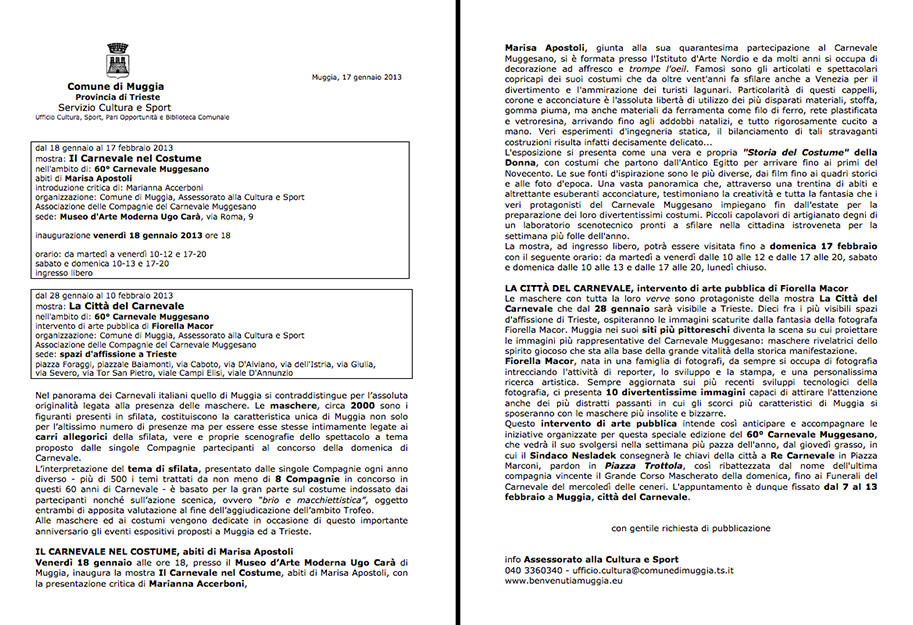 Comune di Muggia
Provincia di Trieste
Servizio Cultura e Sport
Ufficio Cultura, Sport, Pari Opportunità e Biblioteca Comunale
Muggia, 17 gennaio 2013
dal 18 gennaio al 17 febbraio 2013
mostra: Il Carnevale nel Costume
nell'ambito di: 60° Carnevale Muggesano
abiti di Marisa Apostoli
introduzione critica di: Marianna Accerboni
organizzazione: Comune di Muggia, Assessorato alla Cultura e Sport
Associazione delle Compagnie del Carnevale Muggesano
sede: Museo d'Arte Moderna Ugo Carà, via Roma, 9
inaugurazione venerdì 18 gennaio 2013 ore 18
orario: da martedì a venerdì 10-12 e 17-20
sabato e domenica 10-13 e 17-20
ingresso libero
dal 28 gennaio al 10 febbraio 2013
mostra: La Città del Carnevale
nell'ambito di: 60° Carnevale Muggesano
intervento di arte pubblica di Fiorella Macor
organizzazione: Comune di Muggia, Assessorato alla Cultura e Sport
Associazione delle Compagnie del Carnevale Muggesano
sede: spazi d'affissione a Trieste
piazza Foraggi, piazzale Baiamonti, via Caboto, via D'Alviano, via dell'Istria, via Giulia,
via Severo, via Tor San Pietro, viale Campi Elisi, viale D'Annunzio
Nel panorama dei Carnevali italiani quello di Muggia si contraddistingue per l'assoluta
originalità legata alla presenza delle maschere. Le maschere, circa 2000 sono i
figuranti presenti in sfilata, costituiscono la caratteristica unica di Muggia non solo
per l'altissimo numero di presenze ma per essere esse stesse intimamente legate ai
carri allegorici della sfilata, vere e proprie scenografie dello spettacolo a tema
proposto dalle singole Compagnie partecipanti al concorso della domenica di
Carnevale.
L'interpretazione del tema di sfilata, presentato dalle singole Compagnie ogni anno
diverso - più di 500 i temi trattati da non meno di 8 Compagnie in concorso in
questi 60 anni di Carnevale - è basato per la gran parte sul costume indossato dai
partecipanti nonché sull'azione scenica, ovvero "brio e macchiettistica", oggetto
entrambi di apposita valutazione al fine dell'aggiudicazione dell'ambito Trofeo.
Alle maschere ed ai costumi vengono dedicate in occasione di questo importante
anniversario gli eventi espositivi proposti a Muggia ed a Trieste.
IL CARNEVALE NEL COSTUME, abiti di Marisa Apostoli
Venerdì 18 gennaio alle ore 18, presso il Museo d'Arte Moderna Ugo Carà di
Muggia, inaugura la mostra Il Carnevale nel Costume, abiti di Marisa Apostoli, con
la presentazione critica di Marianna Accerboni,
Marisa Apostoli, giunta alla sua quarantesima partecipazione al Carnevale
Muggesano, si è formata presso l'Istituto d'Arte Nordio e da molti anni si occupa di
decorazione ad affresco e trompe l'oeil. Famosi sono gli articolati e spettacolari
copricapi dei suoi costumi che da oltre vent'anni fa sfilare anche a Venezia per il
divertimento e l'ammirazione dei turisti lagunari. Particolarità di questi cappelli,
corone e acconciature è l'assoluta libertà di utilizzo dei più disparati materiali, stoffa,
gomma piuma, ma anche materiali da ferramenta come filo di ferro, rete plastificata
e vetroresina, arrivando fino agli addobbi natalizi, e tutto rigorosamente cucito a
mano. Veri esperimenti d'ingegneria statica, il bilanciamento di tali stravaganti
costruzioni risulta infatti decisamente delicato...
L'esposizione si presenta come una vera e propria "Storia del Costume" della
Donna, con costumi che partono dall'Antico Egitto per arrivare fino ai primi del
Novecento. Le sue fonti d'ispirazione sono le più diverse, dai film fino ai quadri storici
e alle foto d'epoca. Una vasta panoramica che, attraverso una trentina di abiti e
altrettante esuberanti acconciature, testimoniano la creatività e tutta la fantasia che i
veri protagonisti del Carnevale Muggesano impiegano fin dall'estate per la
preparazione dei loro divertentissimi costumi. Piccoli capolavori di artigianato degni di
un laboratorio scenotecnico pronti a sfilare nella cittadina istroveneta per la
settimana più folle dell'anno.
La mostra, ad ingresso libero, potrà essere visitata fino a domenica 17 febbraio
con il seguente orario: da martedì a venerdì dalle 10 alle 12 e dalle 17 alle 20, sabato
e domenica dalle 10 alle 13 e dalle 17 alle 20, lunedì chiuso.
LA CITTÀ DEL CARNEVALE, intervento di arte pubblica di Fiorella Macor
Le maschere con tutta la loro verve sono protagoniste della mostra La Città del
Carnevale che dal 28 gennaio sarà visibile a Trieste. Dieci fra i più visibili spazi
d'affissione di Trieste, ospiteranno le immagini scaturite dalla fantasia della fotografa
Fiorella Macor. Muggia nei suoi siti più pittoreschi diventa la scena su cui proiettare
le immagini più rappresentative del Carnevale Muggesano: maschere rivelatrici dello
spirito giocoso che sta alla base della grande vitalità della storica manifestazione.
Fiorella Macor, nata in una famiglia di fotografi, da sempre si occupa di fotografia
intrecciando l'attività di reporter, lo sviluppo e la stampa, e una personalissima
ricerca artistica. Sempre aggiornata sui più recenti sviluppi tecnologici della
fotografia, ci presenta 10 divertentissime immagini capaci di attirare l'attenzione
anche dei più distratti passanti in cui gli scorci più caratteristici di Muggia si
sposeranno con le maschere più insolite e bizzarre.
Questo intervento di arte pubblica intende così anticipare e accompagnare le
iniziative organizzate per questa speciale edizione del 60° Carnevale Muggesano,
che vedrà il suo svolgersi nella settimana più pazza dell'anno, dal giovedì grasso, in
cui il Sindaco Nesladek consegnerà le chiavi della città a Re Carnevale in Piazza
Marconi, pardon in Piazza Trottola, così ribattezzata dal nome dell'ultima
compagnia vincente il Grande Corso Mascherato della domenica, fino ai Funerali del
Carnevale del mercoledì delle ceneri. L'appuntamento è dunque fissato dal 7 al 13
febbraio a Muggia, città del Carnevale.
con gentile richiesta di pubblicazione
info Assessorato alla Cultura e Sport
040 3360340 - ufficio.cultura@comunedimuggia.ts.it
www.benvenutiamuggia.eu